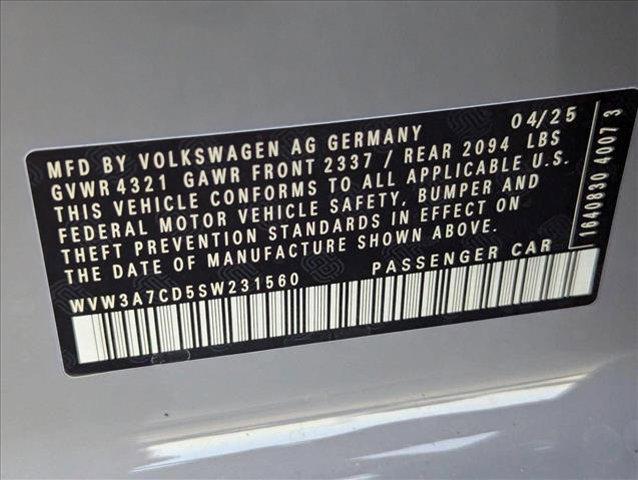 04/25
MFD BY VOLKSWAGEN AG GERMANY
GVWR 4321 GAWR FRONT 2337 / REAR 2094 LBS
THIS VEHICLE CONFORMS TO ALL APPLICABLE U.S.
FEDERAL MOTOR VEHICLE SAFETY, BUMPER AND
THEFT PREVENTION STANDARDS IN EFFECT ON
THE DATE OF MANUFACTURE SHOWN ABOVE.
WVW3A7CD5SW231560 PASSENGER CAR
1640830 4007 3